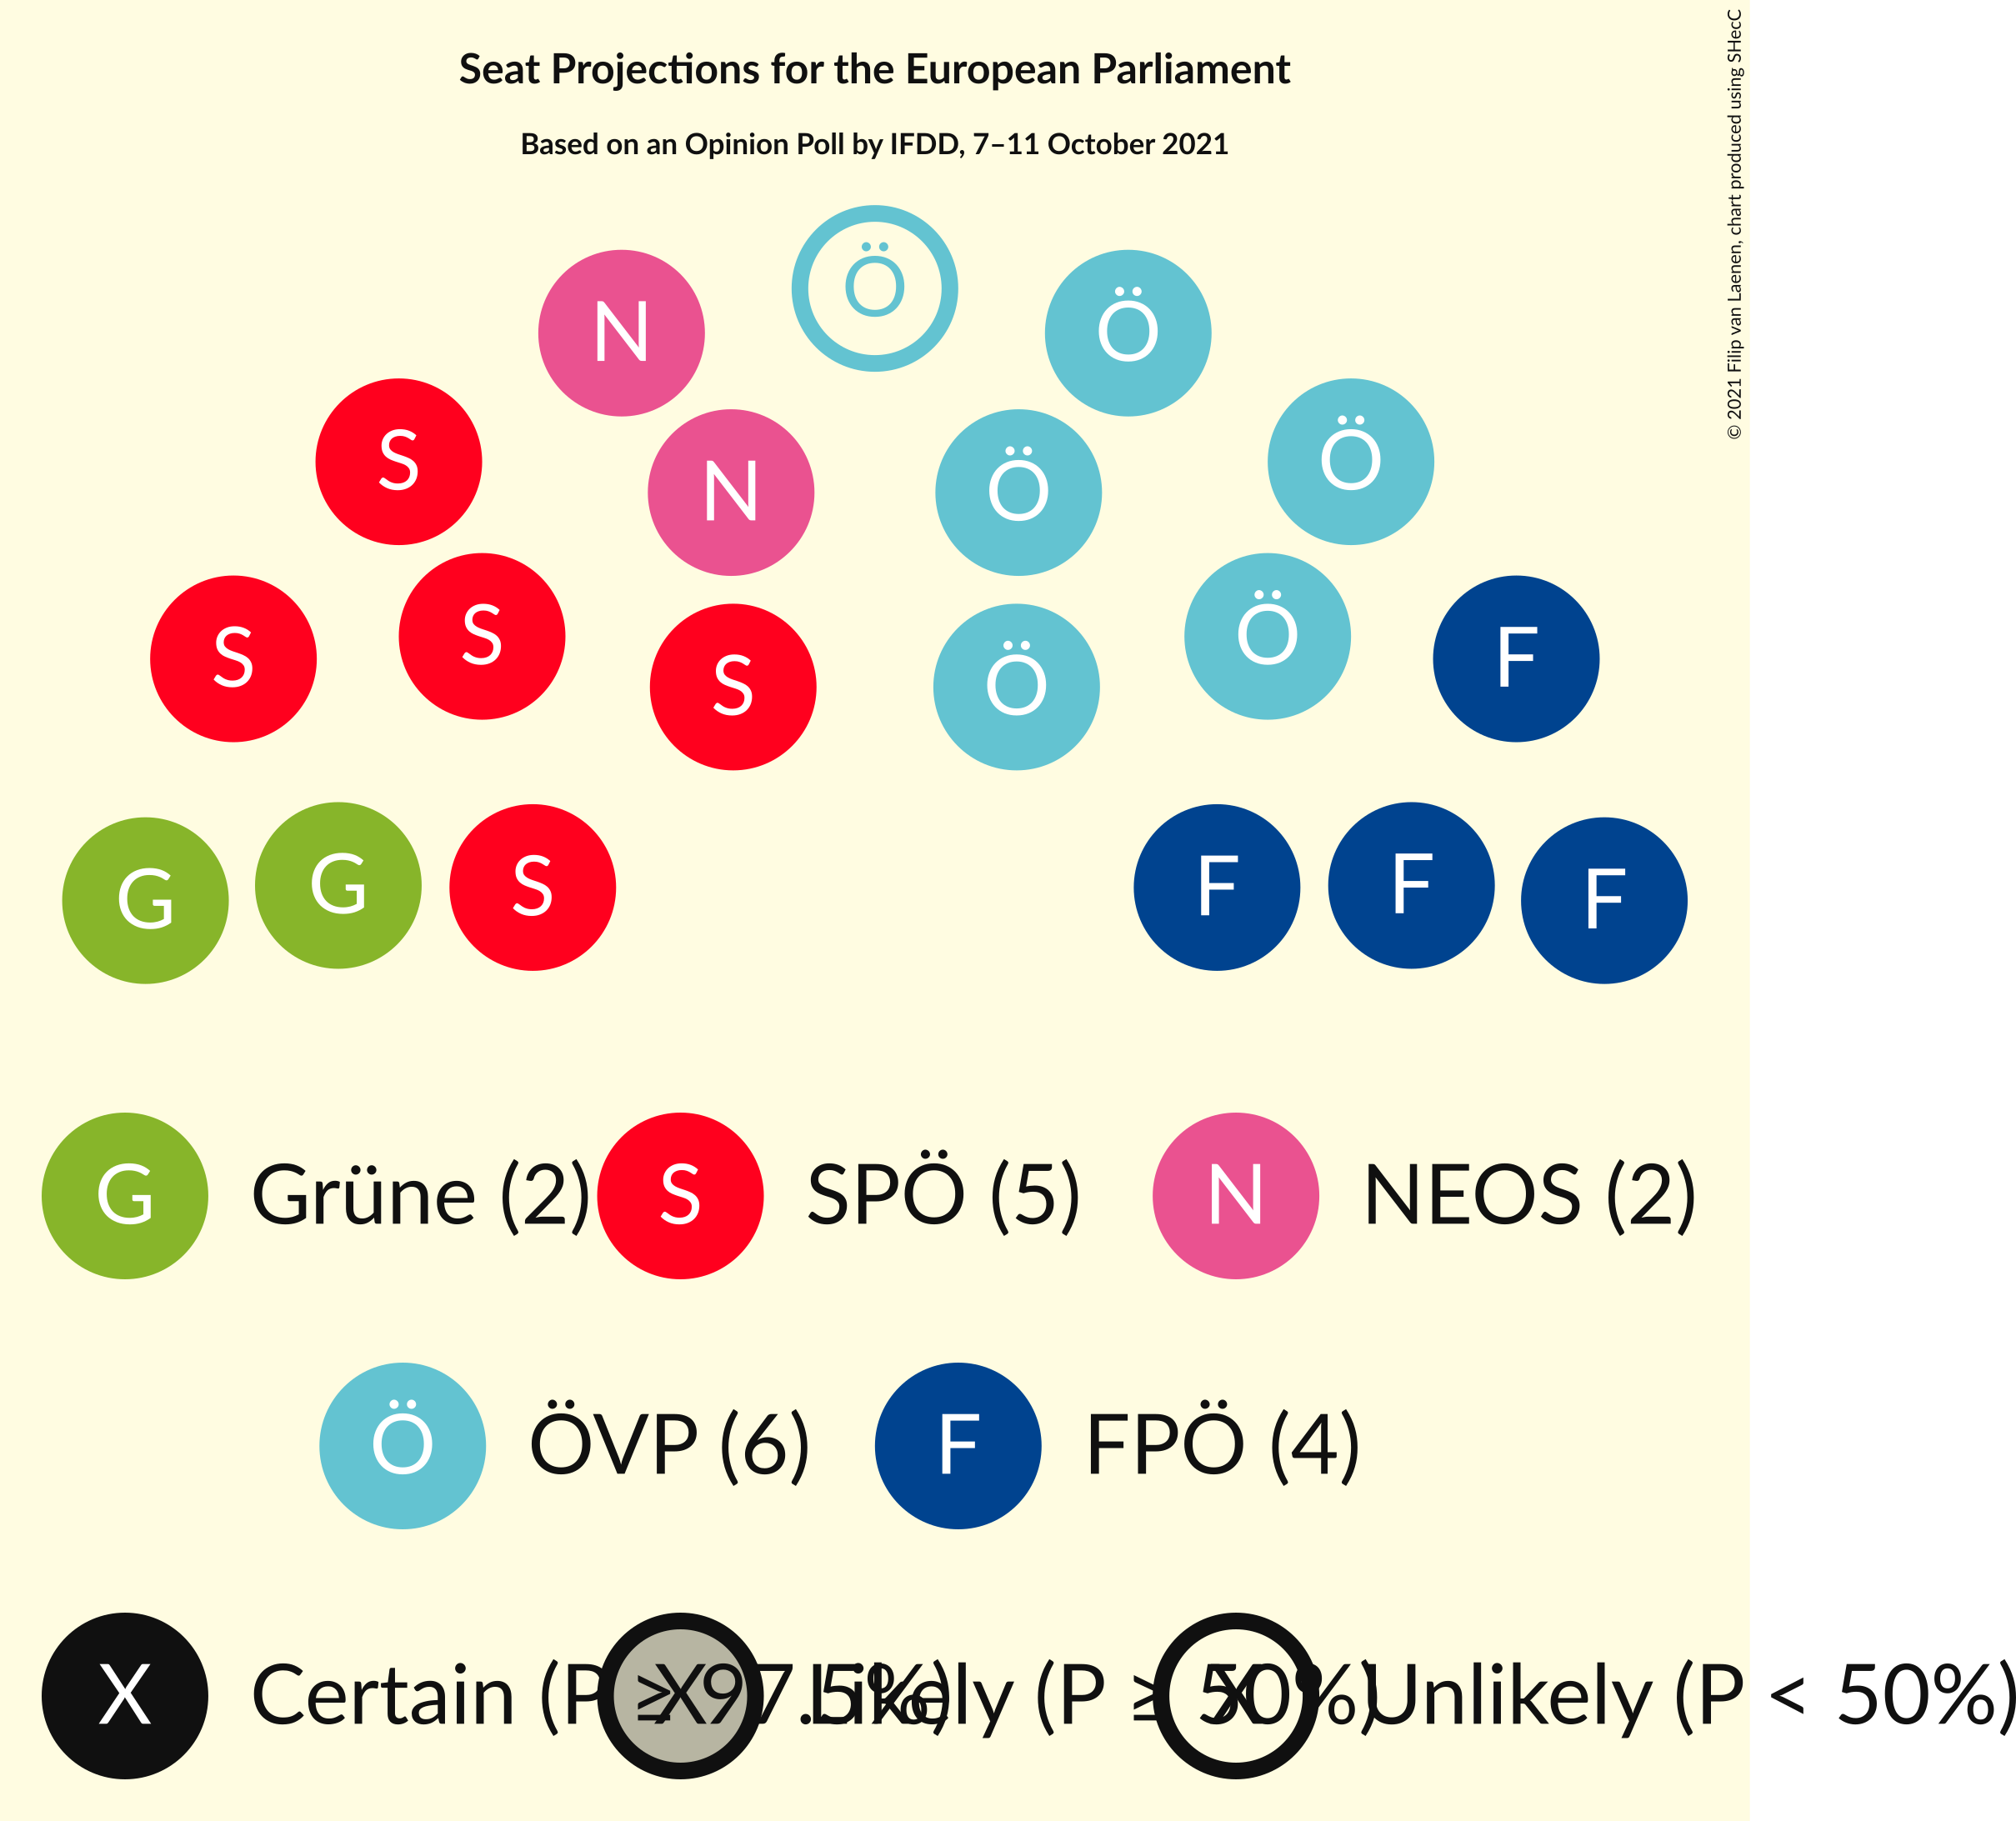 Seat Projections for the European Parliament
Based on an Opinion Poll by IFDD, 7–11 October 2021
© 2021 Filip van Laenen, chart produced using SHecC
Ö
N Ö
S Ö
N Ö
S S Ö F
S Ö
G G S F F F
G Grüne (2) S SPÖ (5) N NEOS (2)
Ö ÖVP (6) F FPÖ (4)
X Certain (P ≥ 97.5%) X Likely (P ≥ 50%) X Unlikely (P < 50%)